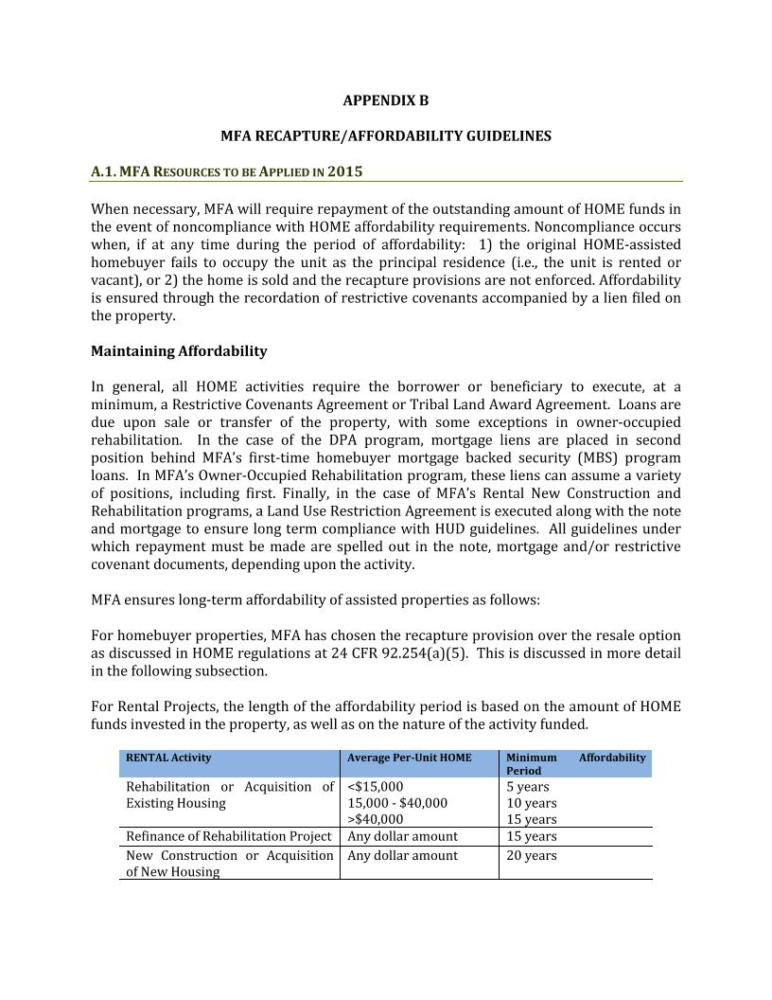 APPENDIX B
MFA RECAPTURE/AFFORDABILITY GUIDELINES
A.1. MFA RESOURCES TO BE APPLIED IN 2015
When necessary, MFA will require repayment of the outstanding amount of HOME funds in
the event of noncompliance with HOME affordability requirements. Noncompliance occurs
when, if at any time during the period of affordability: 1) the original HOME-assisted
homebuyer fails to occupy the unit as the principal residence (i.e., the unit is rented or
vacant), or 2) the home is sold and the recapture provisions are not enforced. Affordability
is ensured through the recordation of restrictive covenants accompanied by a lien filed on
the property.
Maintaining Affordability
In general, all HOME activities require the borrower or beneficiary to execute, at a
minimum, a Restrictive Covenants Agreement or Tribal Land Award Agreement. Loans are
due upon sale or transfer of the property, with some exceptions in owner-occupied
rehabilitation. In the case of the DPA program, mortgage liens are placed in second
position behind MFA's first-time homebuyer mortgage backed security (MBS) program
loans. In MFA's Owner-Occupied Rehabilitation program, these liens can assume a variety
of positions, including first. Finally, in the case of MFA's Rental New Construction and
Rehabilitation programs, a Land Use Restriction Agreement is executed along with the note
and mortgage to ensure long term compliance with HUD guidelines. All guidelines under
which repayment must be made are spelled out in the note, mortgage and/or restrictive
covenant documents, depending upon the activity.
MFA ensures long-term affordability of assisted properties as follows:
For homebuyer properties, MFA has chosen the recapture provision over the resale option
as discussed in HOME regulations at 24 CFR 92.254(a)(5). This is discussed in more detail
in the following subsection.
For Rental Projects, the length of the affordability period is based on the amount of HOME
funds invested in the property, as well as on the nature of the activity funded.
RENTAL Activity Average Per-Unit HOME Minimum Affordability
Period
Rehabilitation or Acquisition of <$15,000 5 years
Existing Housing 15,000 - $40,000 10 years
>$40,000 15 years
Refinance of Rehabilitation Project Any dollar amount 15 years
New Construction or Acquisition Any dollar amount 20 years
of New Housing